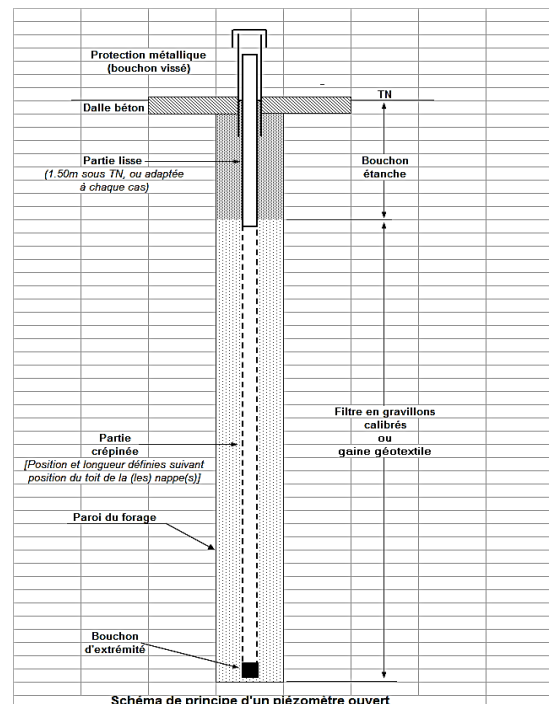 Protection métallique
(bouchon vissé)
TN
Dalle béton
Partie lisse
(1.50m sous TN, ou adaptée
à chaque cas)
Bouchon
étanche
Filtre en gravillons
calibrés
ou
gaine géotextile
Partie
crépinée
[Position et longueur définies suivant
position du toit de la (les) nappe(s)]
Paroi du forage
Bouchon
d'extrémité
Schéma de principe d'un piézomètre ouvert